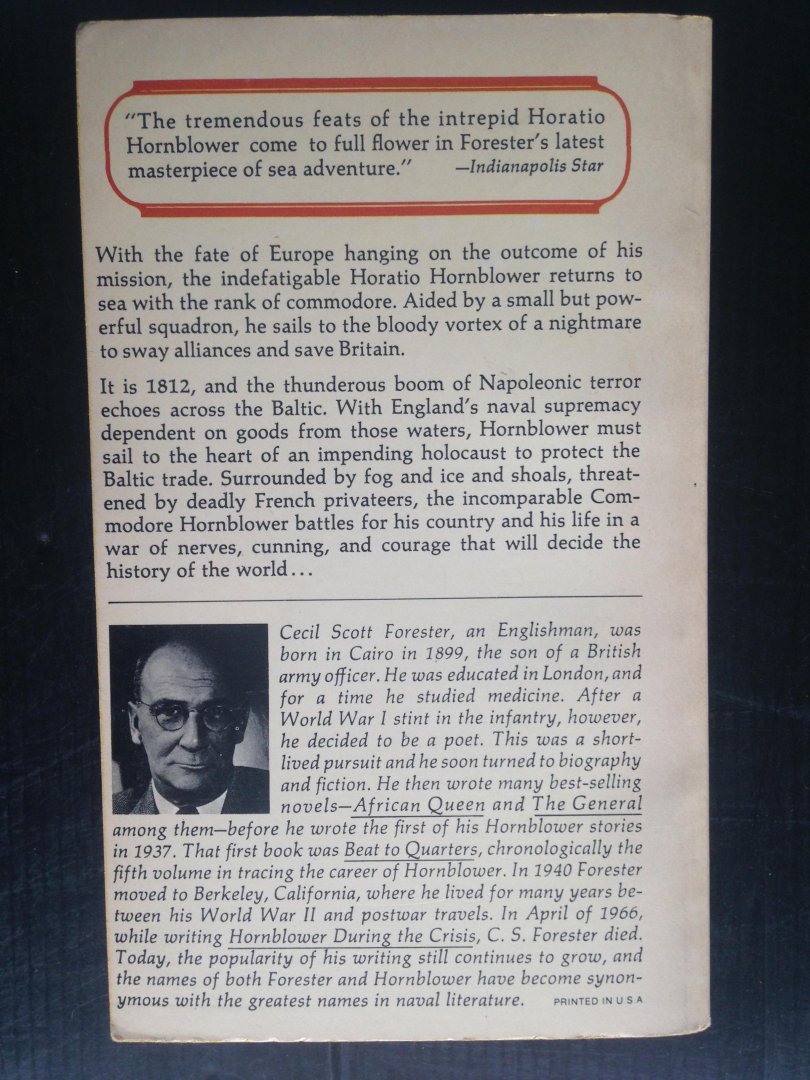 "The tremendous feats of the intrepid Horatio
Hornblower come to full flower in Forester's latest
masterpiece of sea adventure." —Indianapolis Star
With the fate of Europe hanging on the outcome of his
mission, the indefatigable Horatio Hornblower returns to
sea with the rank of commodore. Aided by a small but pow-
erful squadron, he sails to the bloody vortex of a nightmare
to sway alliances and save Britain.
It is 1812, and the thunderous boom of Napoleonic terror
echoes across the Baltic. With England's naval supremacy
dependent on goods from those waters, Hornblower must
sail to the heart of an impending holocaust to protect the
Baltic trade. Surrounded by fog and ice and shoals, threat-
ened by deadly French privateers, the incomparable Com-
modore Hornblower battles for his country and his life in a
war of nerves, cunning, and courage that will decide the
history of the world...
Cecil Scott Forester, an Englishman, was
born in Cairo in 1899, the son of a British
army officer. He was educated in London, and
for a time he studied medicine. After a
World War I stint in the infantry, however,
he decided to be a poet. This was a short-
lived pursuit and he soon turned to biography
and fiction. He then wrote many best-selling
novels—African Queen and The General
among them—before he wrote the first of his Hornblower stories
in 1937. That first book was Beat to Quarters, chronologically the
fifth volume in tracing the career of Hornblower. In 1940 Forester
moved to Berkeley, California, where he lived for many years be-
tween his World War II and postwar travels. In April of 1966,
while writing Hornblower During the Crisis, C. S. Forester died.
Today, the popularity of his writing still continues to grow, and
the names of both Forester and Hornblower have become synon-
ymous with the greatest names in naval literature. PRINTED IN U S A